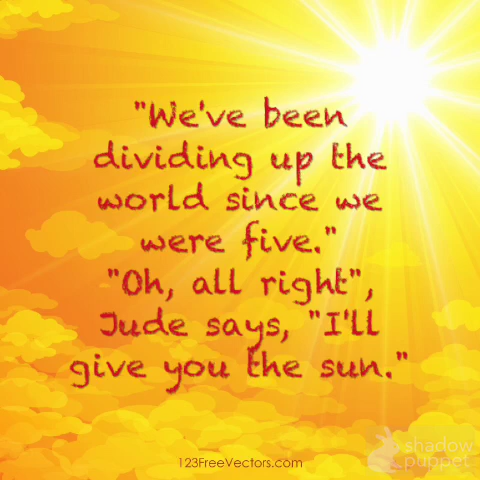 "We've been
dividing up the
world since we
were five."
"Oh, all right",
Jude says, "I'll
give you the sun."
shadow
puppet
123FreeVectors.com